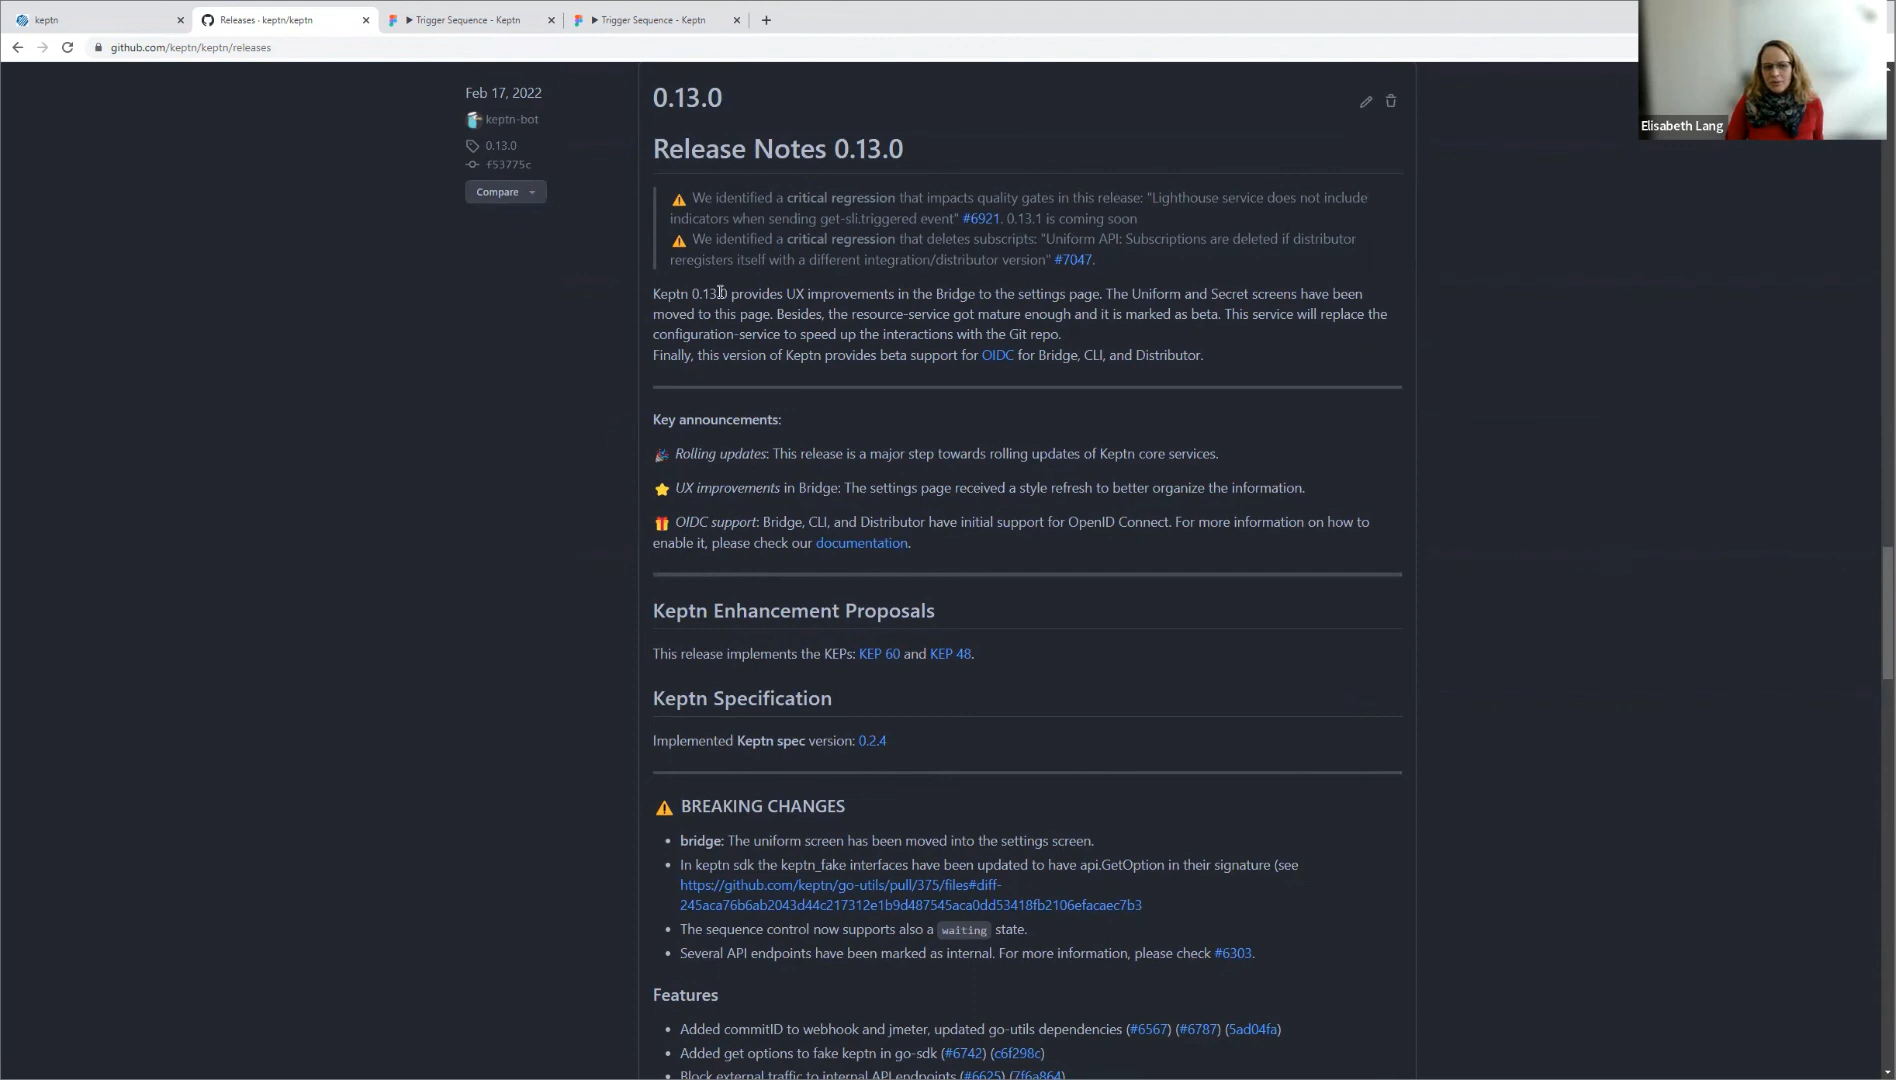 keptn
Releases · keptn/keptn
Trigger Sequence - Keptn
Trigger Sequence - Keptn
github.com/keptn/keptn/releases
Elisabeth Lang
Feb 17, 2022
keptn-bot
0.13.0
f53775c
Compare
0.13.0
Release Notes 0.13.0
We identified a critical regression that impacts quality gates in this release: "Lighthouse service does not include
indicators when sending get-sli.triggered event" #6921. 0.13.1 is coming soon
We identified a critical regression that deletes subscripts: "Uniform API: Subscriptions are deleted if distributor
reregisters itself with a different integration/distributor version" #7047.
Keptn 0.13.0 provides UX improvements in the Bridge to the settings page. The Uniform and Secret screens have been
moved to this page. Besides, the resource-service got mature enough and it is marked as beta. This service will replace the
configuration-service to speed up the interactions with the Git repo.
Finally, this version of Keptn provides beta support for OIDC for Bridge, CLI, and Distributor.
Key announcements:
Rolling updates: This release is a major step towards rolling updates of Keptn core services.
UX improvements in Bridge: The settings page received a style refresh to better organize the information.
OIDC support: Bridge, CLI, and Distributor have initial support for OpenID Connect. For more information on how to
enable it, please check our documentation.
Keptn Enhancement Proposals
This release implements the KEPs: KEP 60 and KEP 48.
Keptn Specification
Implemented Keptn spec version: 0.2.4
BREAKING CHANGES
• bridge: The uniform screen has been moved into the settings screen.
• In keptn sdk the keptn_fake interfaces have been updated to have api.GetOption in their signature (see
https://github.com/keptn/go-utils/pull/375/files#diff-
245aca76b6ab2043d44c217312e1b9d487545aca0dd53418fb2106efacaec7b3
• The sequence control now supports also a waiting state.
• Several API endpoints have been marked as internal. For more information, please check #6303.
Features
• Added commitID to webhook and jmeter, updated go-utils dependencies (#6567) (#6787) (5ad04fa)
• Added get options to fake keptn in go-sdk (#6742) (c6f298c)
• Block external traffic to internal API endpoints (#6625) (7f6a864)